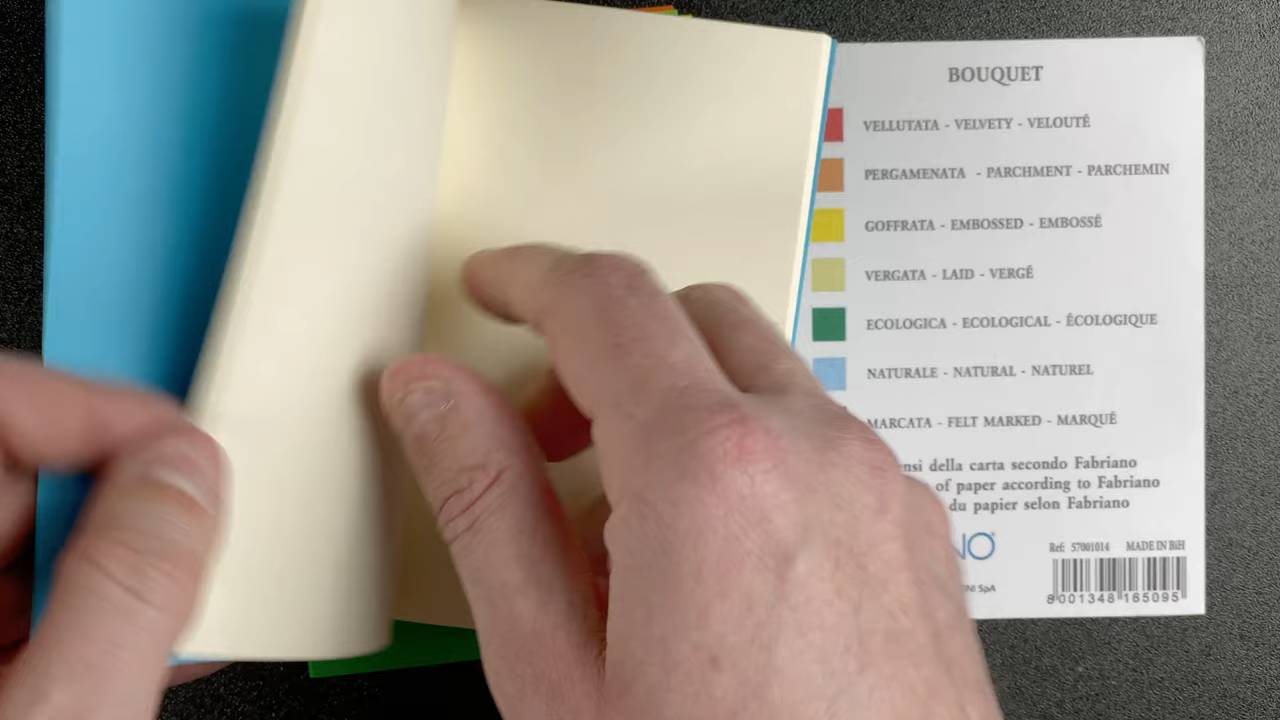 BOUQUET
VELLUTATA - VELVETY - VELOUTÉ
PERGAMENATA - PARCHMENT - PARCHEMIN
GOFFRATA - EMBOSSED - EMBOSSÉ
VERGATA - LAID - VERGÉ
ECOLOGICA - ECOLOGICAL - ÉCOLOGIQUE
NATURALE - NATURAL - NATUREL
MARCATA - FELT MARKED - MARQUÉ
della carta secondo Fabriano
of paper according to Fabriano
du papier selon Fabriano
Ref: 57001014 MADE IN BiH
SpA
8 001348 165095